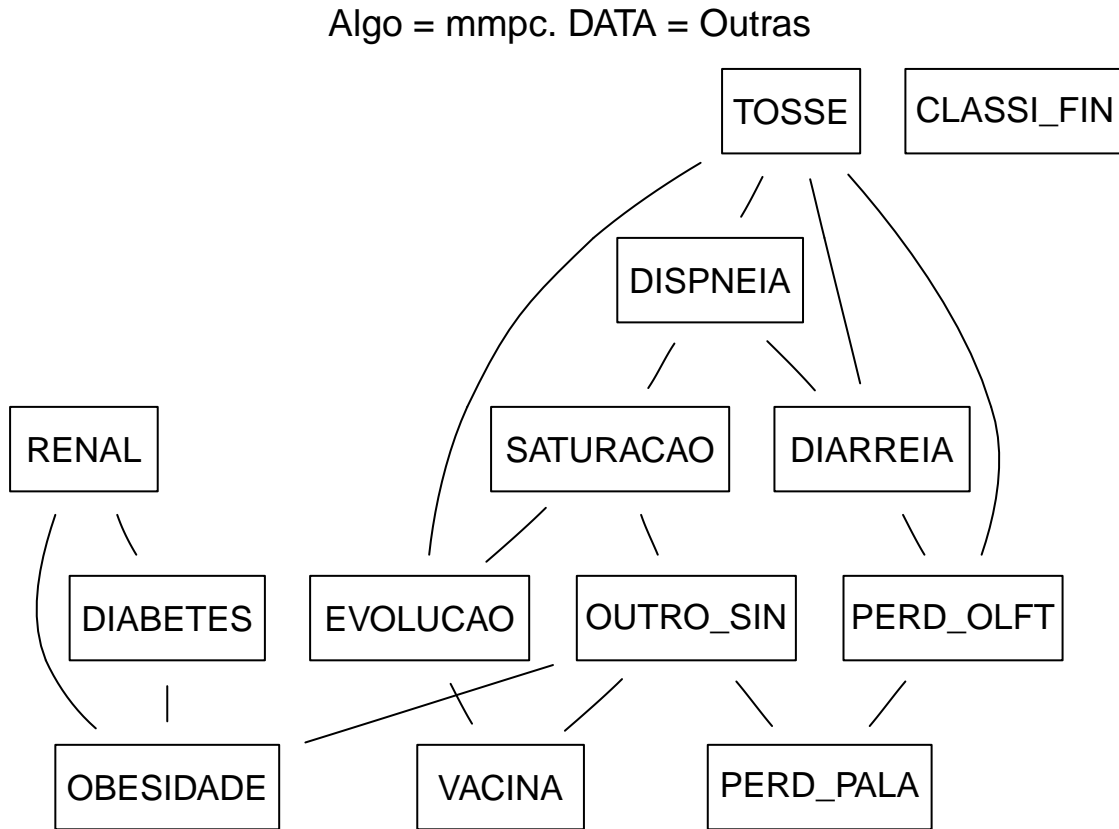 Algo = mmpc. DATA = Outras
TOSSE
CLASSI_FIN
DISPNEIA
RENAL
SATURACAO
DIARREIA
DIABETES
EVOLUCAO
OUTRO_SIN
PERD_OLFT
OBESIDADE
VACINA
PERD_PALA